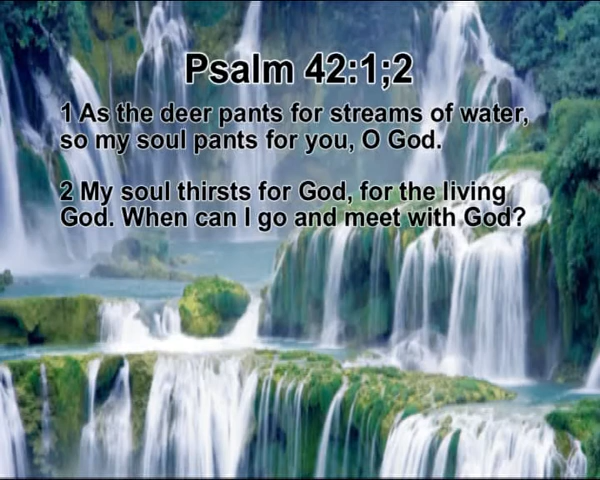 Psalm 42:1;2
1 As the deer pants for streams of water,
so my soul pants for you, O God.
2 My soul thirsts for God, for the living
God. When can I go and meet with God?